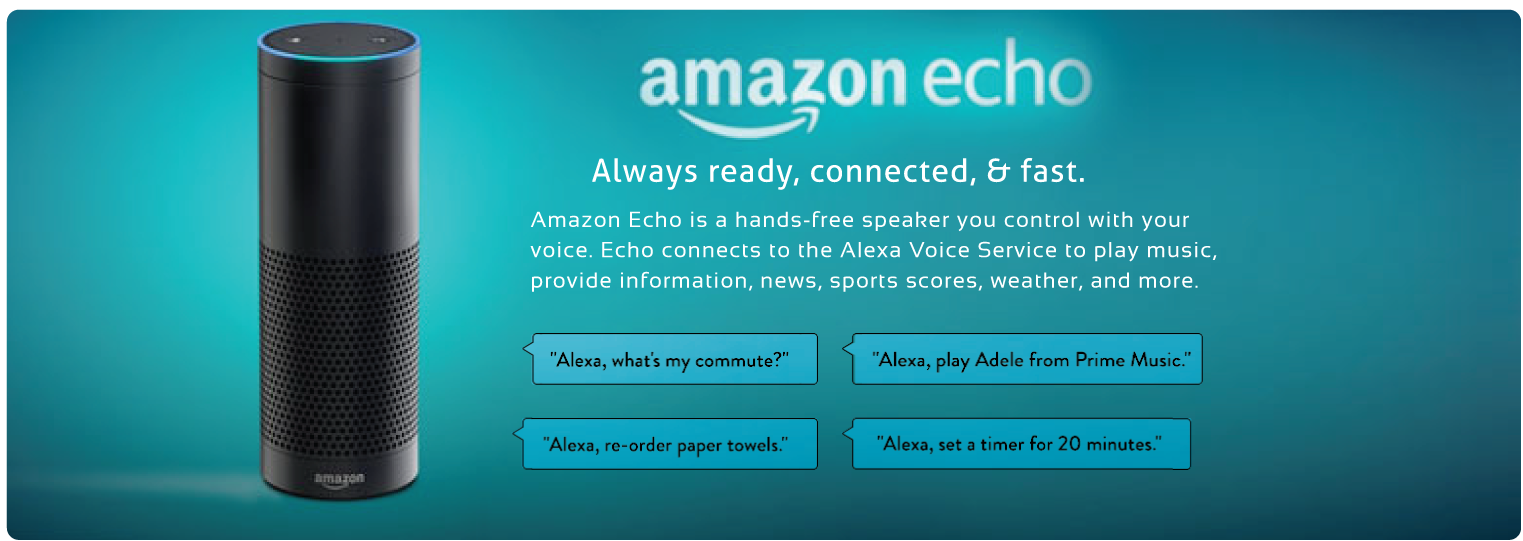 amazon echo
Always ready, connected, & fast.
Amazon Echo is a hands-free speaker you control with your
voice. Echo connects to the Alexa Voice Service to play music,
provide information, news, sports scores, weather, and more.
"Alexa, what's my commute?"
"Alexa, play Adele from Prime Music."
"Alexa, re-order paper towels."
"Alexa, set a timer for 20 minutes."
amazon